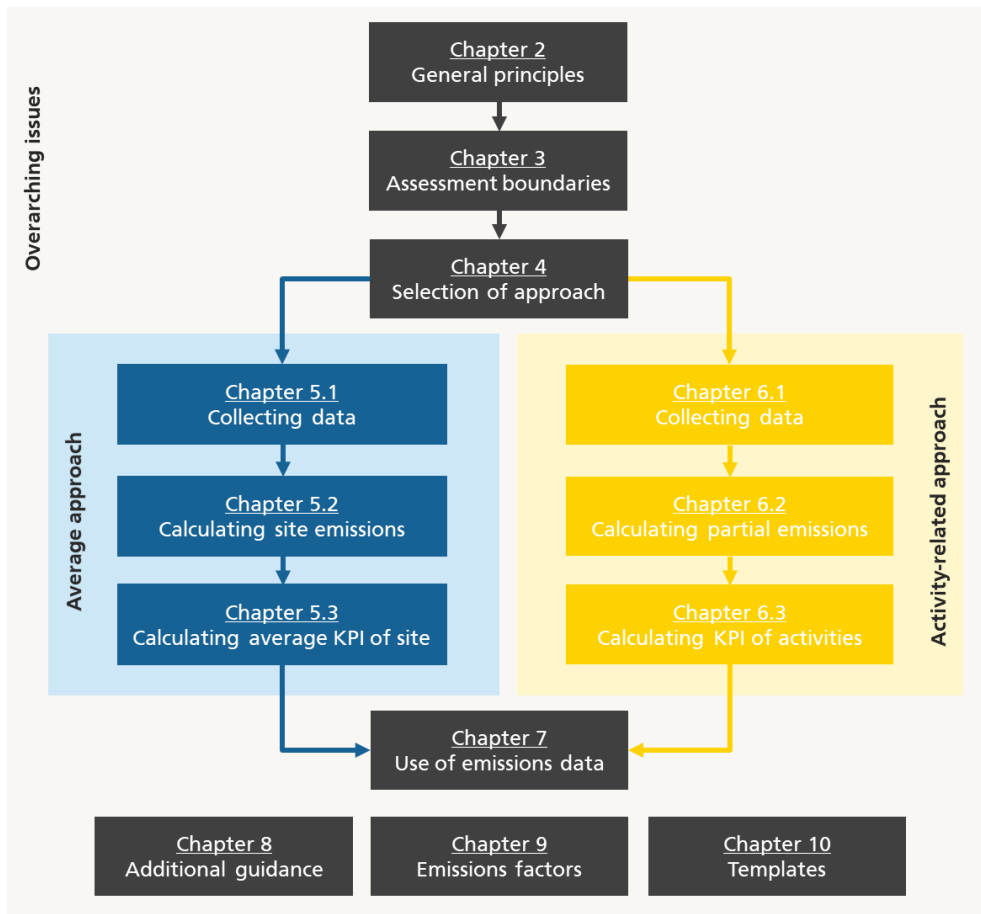 Overarching issues
Chapter 2
General principles
Chapter 3
Assessment boundaries
Chapter 4
Selection of approach
Average approach
Chapter 5.1
Collecting data
Chapter 5.2
Calculating site emissions
Chapter 5.3
Calculating average KPI of site
Activity-related approach
Chapter 6.1
Collecting data
Chapter 6.2
Calculating partial emissions
Chapter 6.3
Calculating KPI of activities
Chapter 7
Use of emissions data
Chapter 8
Additional guidance
Chapter 9
Emissions factors
Chapter 10
Templates